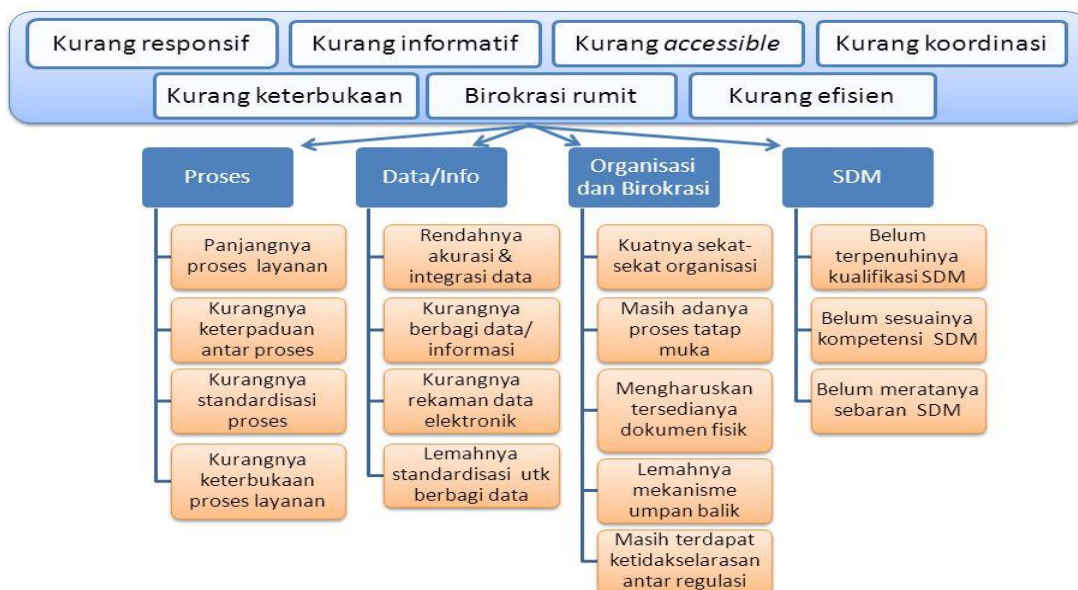 Kurang responsif
Kurang informatif
Kurang accessible
Kurang koordinasi
Kurang keterbukaan
Birokrasi rumit
Kurang efisien
Proses
Panjangnya
proses layanan
Kurangnya
keterpaduan
antar proses
Kurangnya
standardisasi
proses
Kurangnya
keterbukaan
proses layanan
Data/Info
Rendahnya
akurasi &
integrasi data
Kurangnya
berbagi data/
informasi
Kurangnya
rekaman data
elektronik
Lemahnya
standardisasi utk
berbagi data
Organisasi
dan Birokrasi
Kuatnya sekat-
sekat organisasi
Masih adanya
proses tatap
muka
Mengharuskan
tersedianya
dokumen fisik
Lemahnya
mekanisme
umpan balik
Masih terdapat
ketidakselarasan
antar regulasi
SDM
Belum
terpenuhinya
kualifikasi SDM
Belum sesuainya
kompetensi SDM
Belum meratanya
sebaran SDM